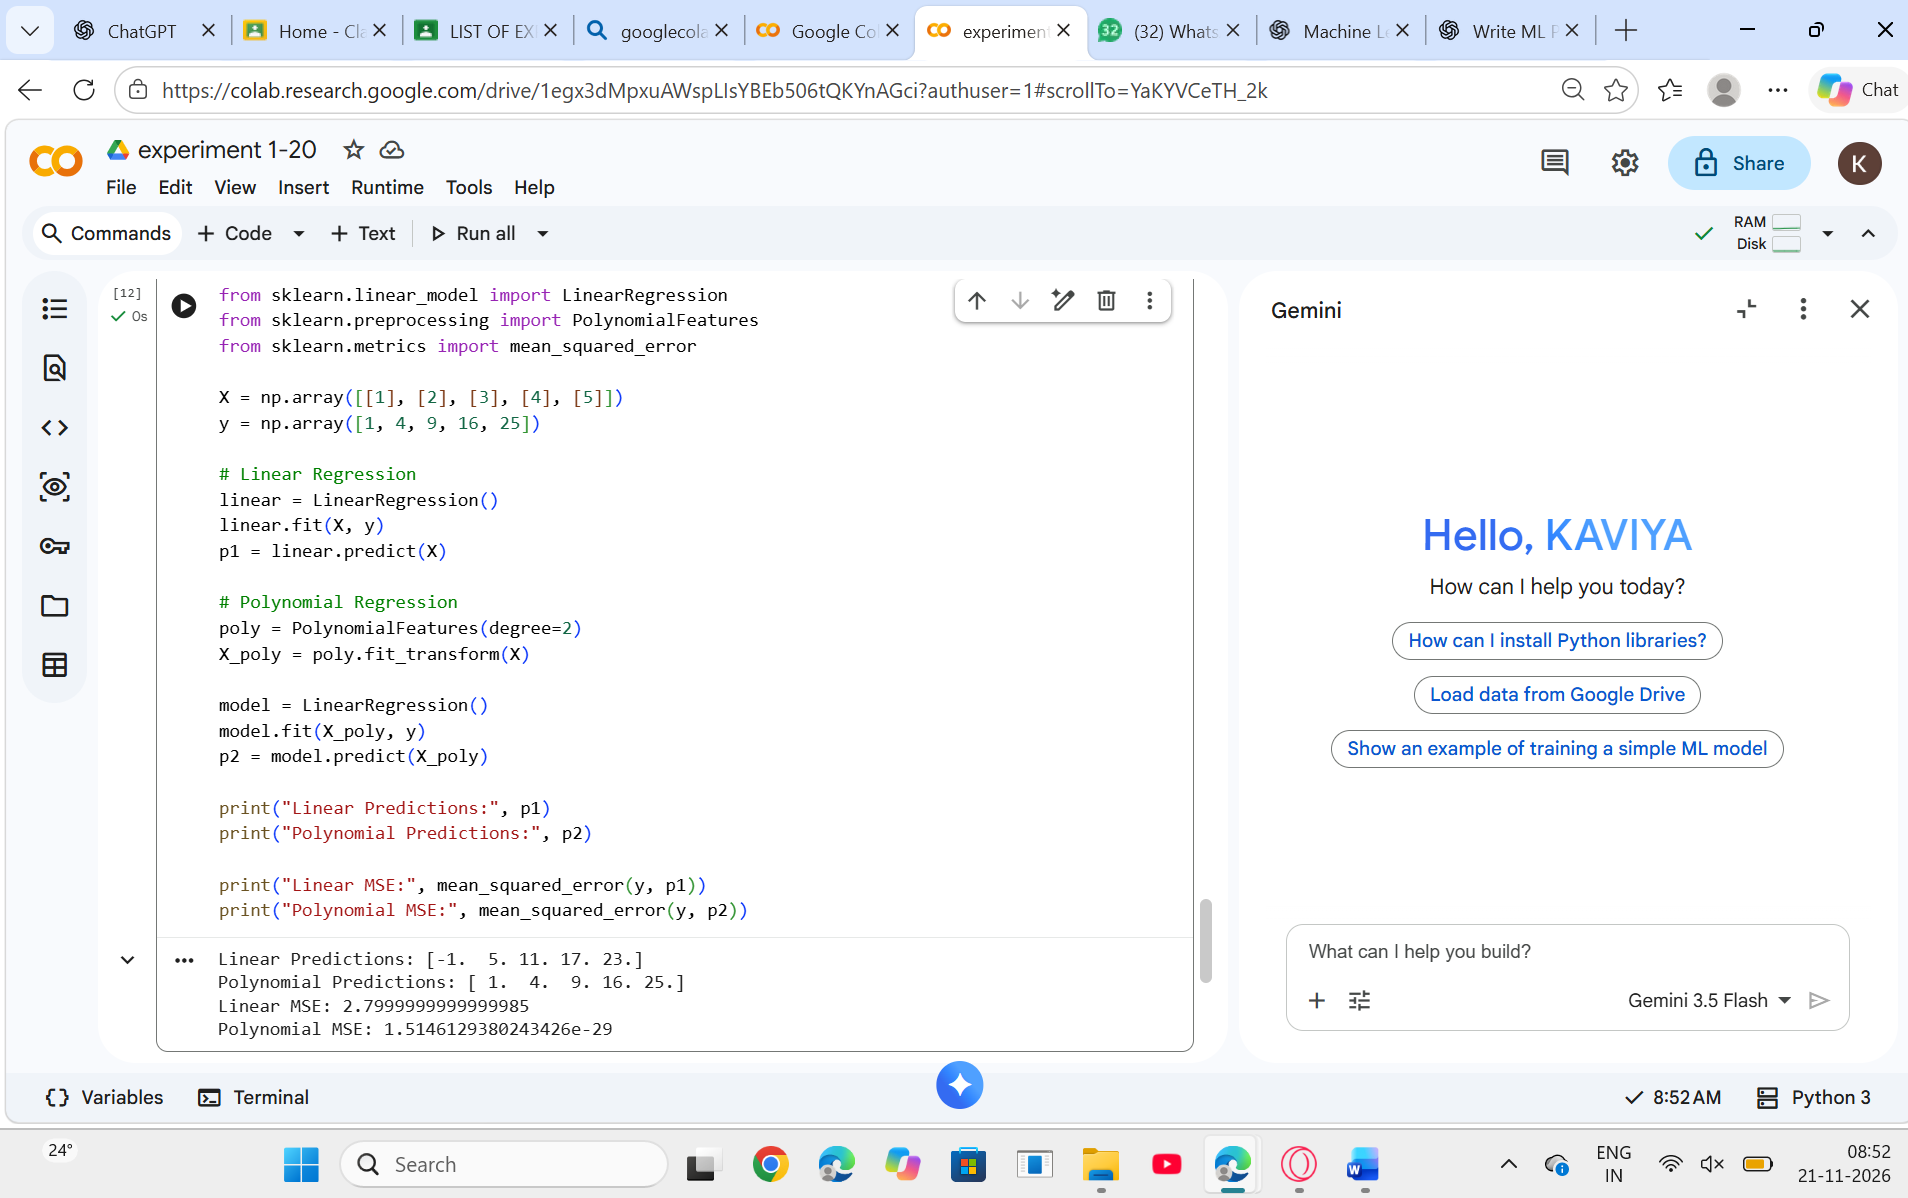 ChatGPT
Home - Cla
LIST OF EX
googlecola
Google Co
experiment
32
(32) Whats
Machine Le
Write ML P
https://colab.research.google.com/drive/1egx3dMpxuAWspLIsYBEb506tQKYnAGci?authuser=1#scrollTo=YaKYVCeTH_2k
Chat
experiment 1-20
File Edit View Insert Runtime Tools Help
Share
K
Commands + Code + Text Run all
RAM
Disk
[12]
0s
from sklearn.linear_model import LinearRegression
from sklearn.preprocessing import PolynomialFeatures
from sklearn.metrics import mean_squared_error
X = np.array([[1], [2], [3], [4], [5]])
y = np.array([1, 4, 9, 16, 25])
# Linear Regression
linear = LinearRegression()
linear.fit(X, y)
p1 = linear.predict(X)
# Polynomial Regression
poly = PolynomialFeatures(degree=2)
X_poly = poly.fit_transform(X)
model = LinearRegression()
model.fit(X_poly, y)
p2 = model.predict(X_poly)
print("Linear Predictions:", p1)
print("Polynomial Predictions:", p2)
print("Linear MSE:", mean_squared_error(y, p1))
print("Polynomial MSE:", mean_squared_error(y, p2))
Linear Predictions: [-1.  5. 11. 17. 23.]
Polynomial Predictions: [ 1.  4.  9. 16. 25.]
Linear MSE: 2.7999999999999985
Polynomial MSE: 1.5146129380243426e-29
Gemini
Hello, KAVIYA
How can I help you today?
How can I install Python libraries?
Load data from Google Drive
Show an example of training a simple ML model
What can I help you build?
Gemini 3.5 Flash
Variables
Terminal
8:52 AM
Python 3
24°
Search
ENG
IN
08:52
21-11-2026